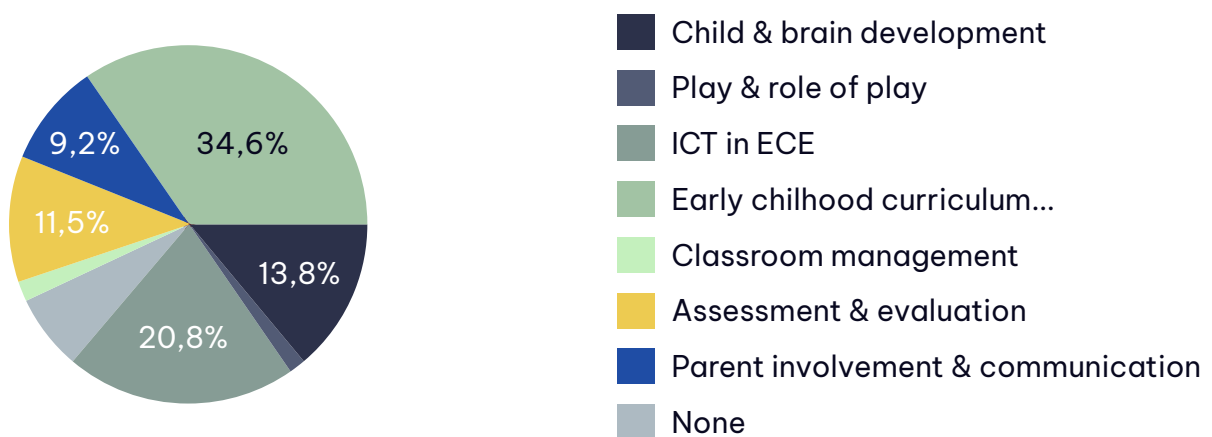 34,6%
9,2%
11,5%
13,8%
20,8%
Child & brain development
Play & role of play
ICT in ECE
Early chilhood curriculum...
Classroom management
Assessment & evaluation
Parent involvement & communication
None